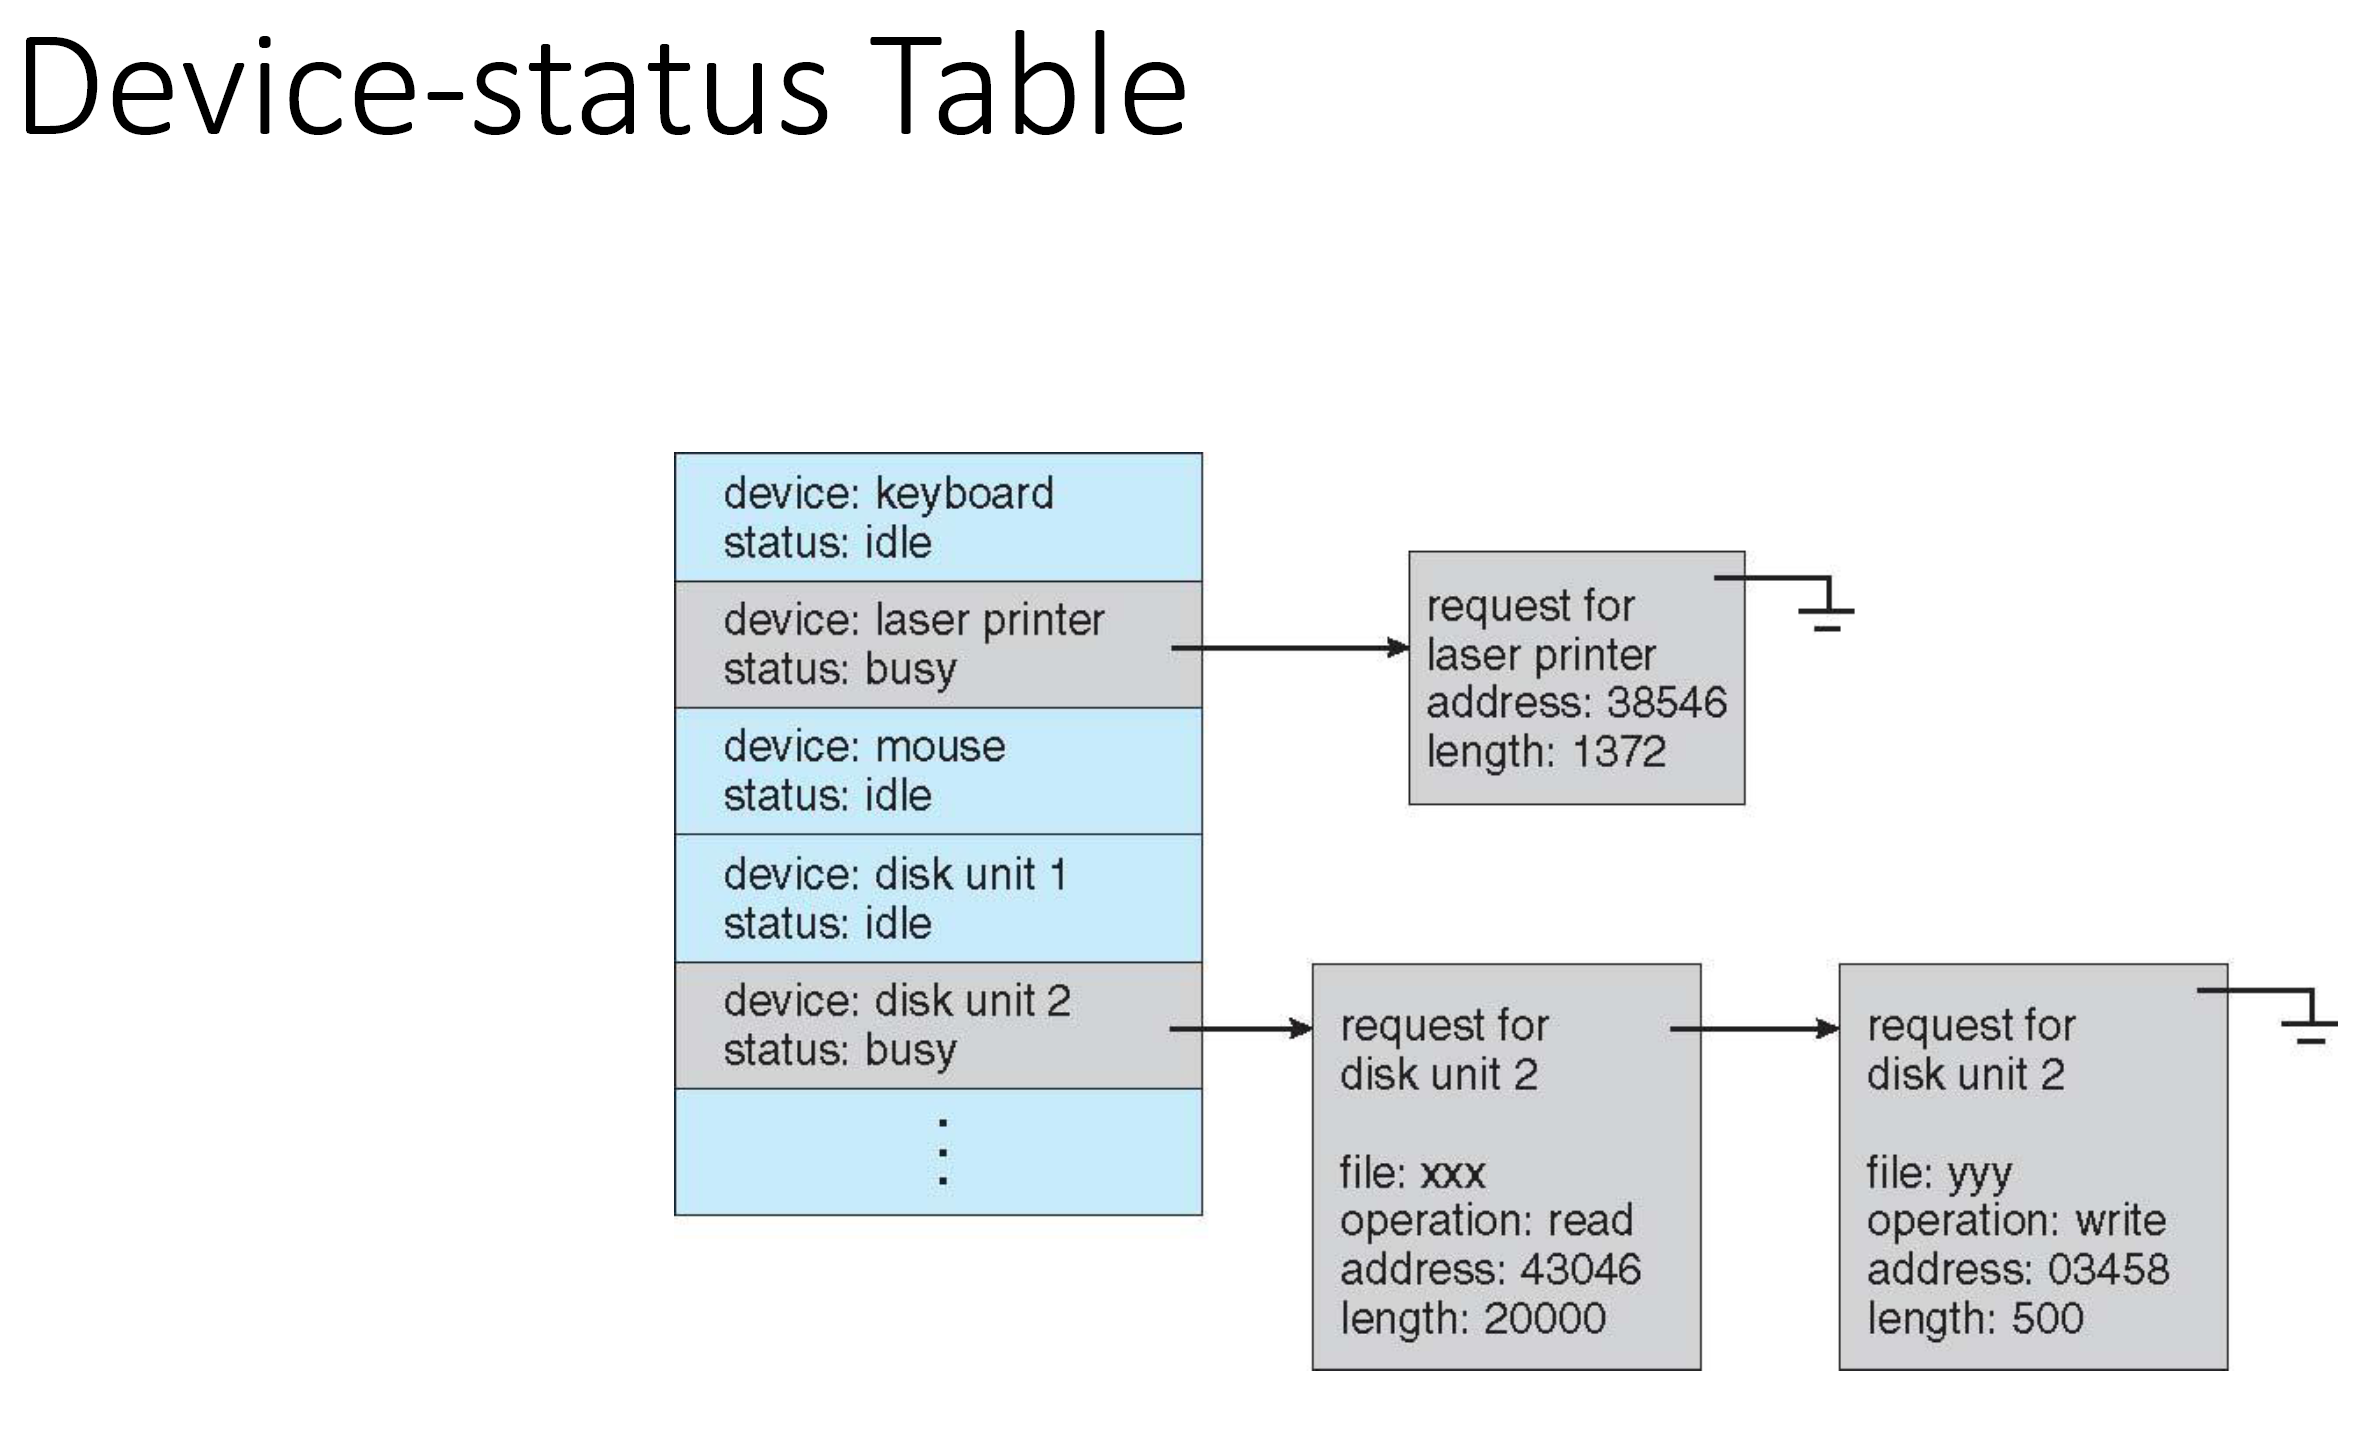 Device-status Table
device: keyboard
status: idle
device: laser printer
status: busy
device: mouse
status: idle
device: disk unit 1
status: idle
device: disk unit 2
status: busy
request for
laser printer
address: 38546
length: 1372
request for
disk unit 2
file: xxx
operation: read
address: 43046
length: 20000
request for
disk unit 2
file: yyy
operation: write
address: 03458
length: 500